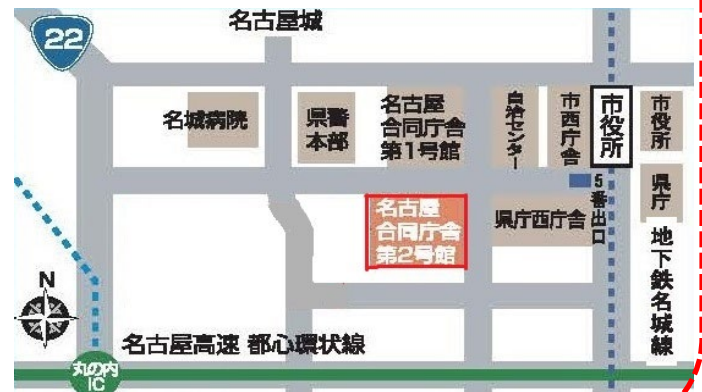 22
名古屋城
名城病院
県警
本部
名古屋
合同庁舎
第1号館
自治センター
市西庁舎
市役所
市役所
5番出口
県庁
名古屋
合同庁舎
第2号館
県庁西庁舎
地下鉄名城線
N
名古屋高速 都心環状線
丸の内
IC